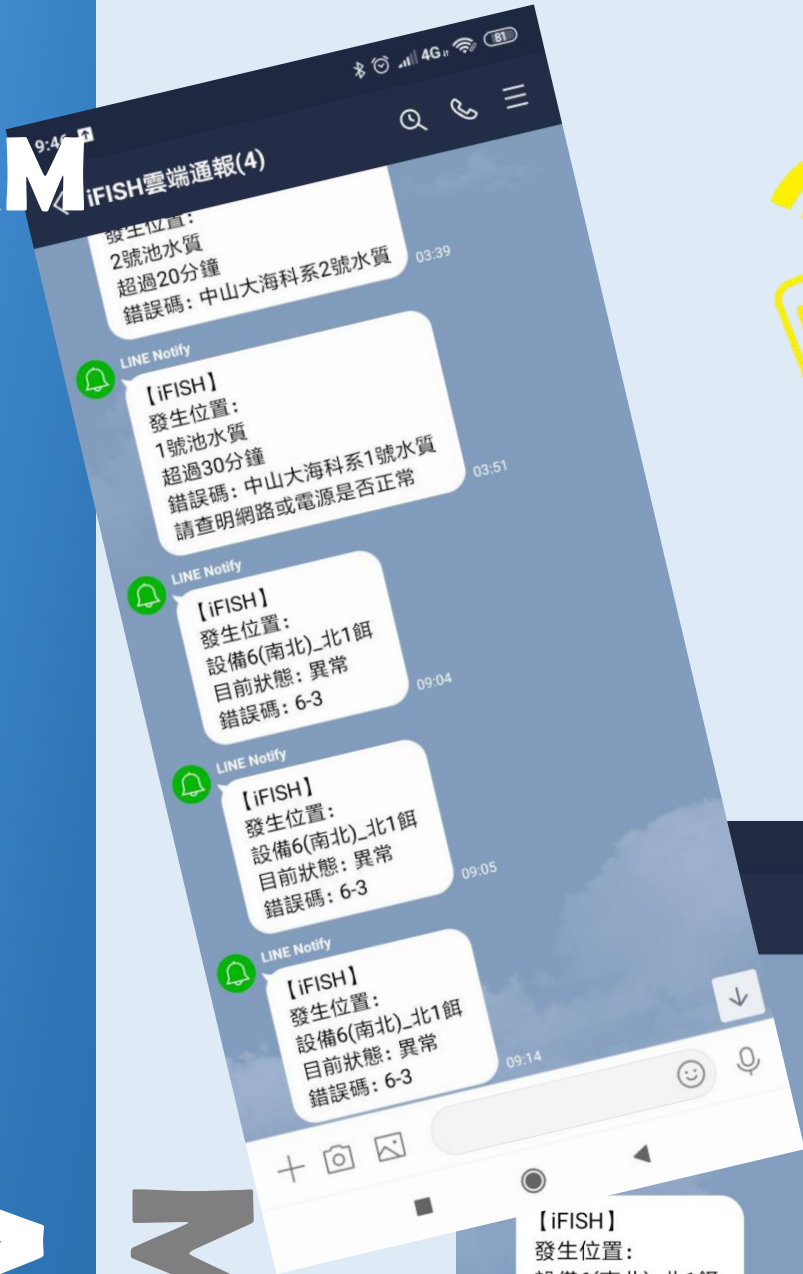 9:46
4G
81
M
iFISH雲端通報(4)
發生位置:
2號池水質
超過20分鐘
錯誤碼: 中山大海科系2號水質
03:39
LINE Notify
【iFISH】
發生位置:
1號池水質
超過30分鐘
錯誤碼: 中山大海科系1號水質
請查明網路或電源是否正常
03:51
LINE Notify
【iFISH】
發生位置:
設備6(南北)_北1餌
目前狀態: 異常
錯誤碼: 6-3
09:04
LINE Notify
【iFISH】
發生位置:
設備6(南北)_北1餌
目前狀態: 異常
錯誤碼: 6-3
09:05
LINE Notify
【iFISH】
發生位置:
設備6(南北)_北1餌
目前狀態: 異常
錯誤碼: 6-3
09:14
【iFISH】
發生位置: